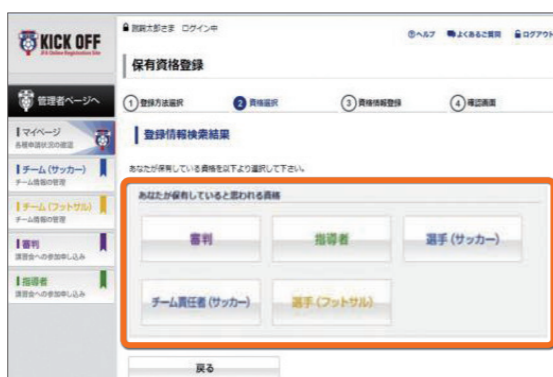 KICK OFF
JFA Online Registration Site
蹴鞠太郎さま ログイン中
ヘルプ
よくあるご質問
ログアウト
保有資格登録
管理者ページへ
1 登録方法選択
2 資格選択
3 資格情報登録
4 確認画面
マイページ
各種申請状況の確認
登録情報検索結果
チーム(サッカー)
チーム情報の管理
あなたが保有している資格を以下より選択して下さい。
チーム(フットサル)
チーム情報の管理
あなたが保有していると思われる資格
審判
講習会への参加申し込み
審判
指導者
選手(サッカー)
指導者
講習会への参加申し込み
チーム責任者(サッカー)
選手(フットサル)
戻る